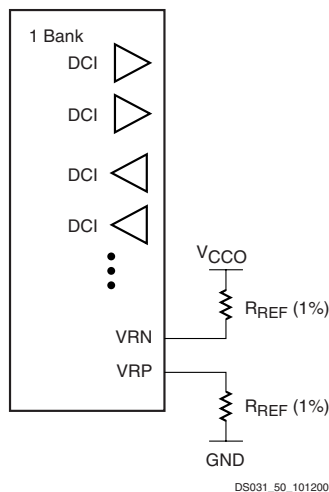 1 Bank
DCI
DCI
DCI
DCI
VCCO
RREF (1%)
VRN
VRP
RREF (1%)
GND
DS031_50_101200